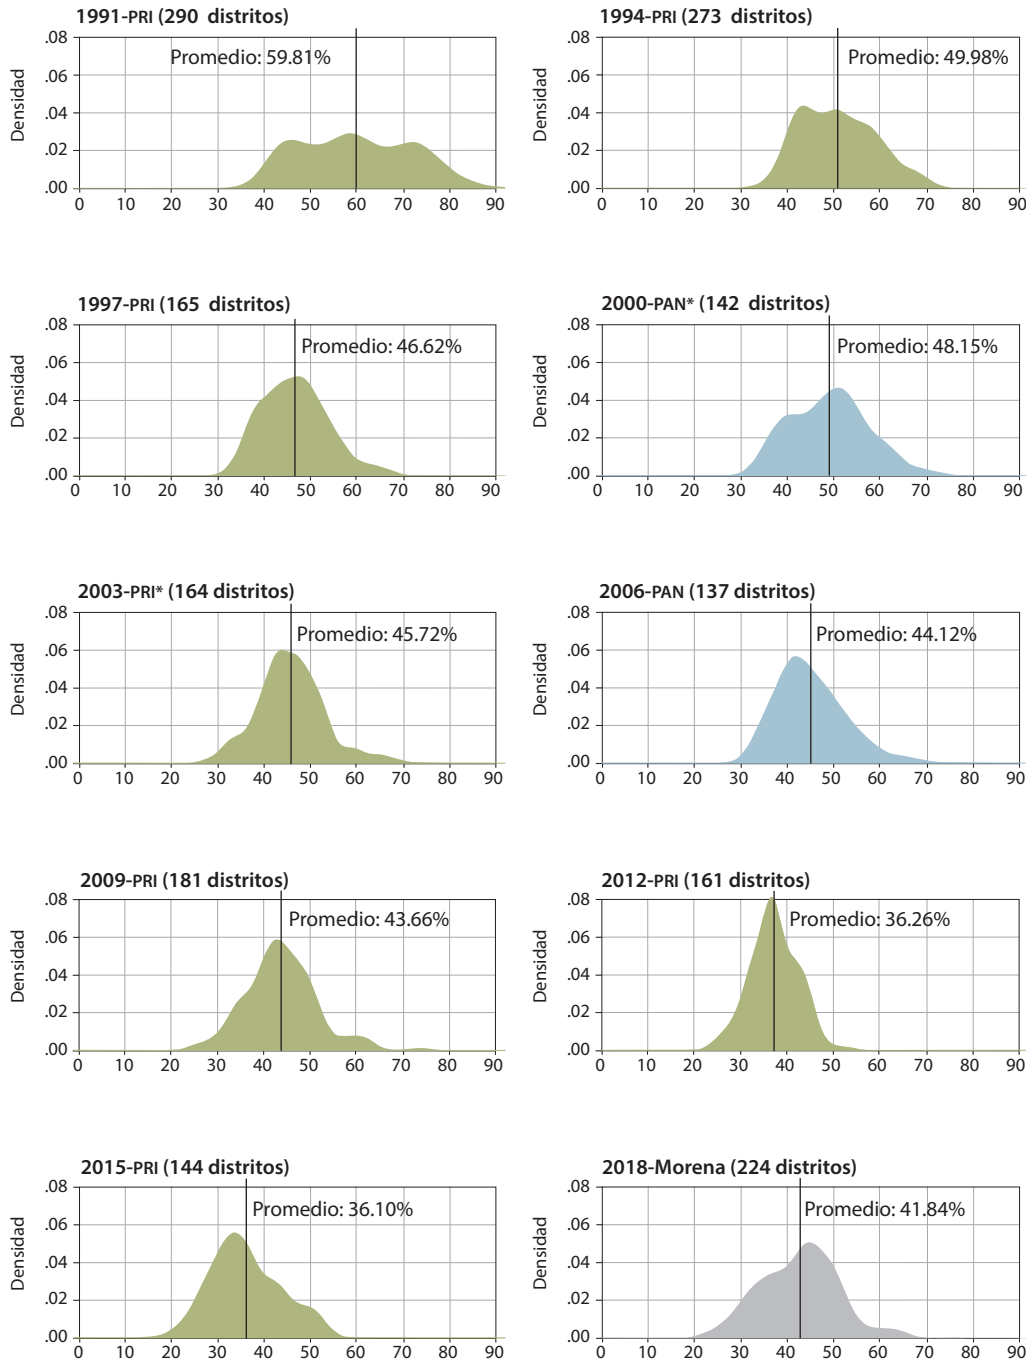 1991-PRI (290 distritos)
Densidad
.08
.06
.04
.02
.00
Promedio: 59.81%
0 10 20 30 40 50 60 70 80 90
1994-PRI (273 distritos)
Densidad
.08
.06
.04
.02
.00
Promedio: 49.98%
0 10 20 30 40 50 60 70 80 90
1997-PRI (165 distritos)
Densidad
.08
.06
.04
.02
.00
Promedio: 46.62%
0 10 20 30 40 50 60 70 80 90
2000-PAN* (142 distritos)
Densidad
.08
.06
.04
.02
.00
Promedio: 48.15%
0 10 20 30 40 50 60 70 80 90
2003-PRI* (164 distritos)
Densidad
.08
.06
.04
.02
.00
Promedio: 45.72%
0 10 20 30 40 50 60 70 80 90
2006-PAN (137 distritos)
Densidad
.08
.06
.04
.02
.00
Promedio: 44.12%
0 10 20 30 40 50 60 70 80 90
2009-PRI (181 distritos)
Densidad
.08
.06
.04
.02
.00
Promedio: 43.66%
0 10 20 30 40 50 60 70 80 90
2012-PRI (161 distritos)
Densidad
.08
.06
.04
.02
.00
Promedio: 36.26%
0 10 20 30 40 50 60 70 80 90
2015-PRI (144 distritos)
Densidad
.08
.06
.04
.02
.00
Promedio: 36.10%
0 10 20 30 40 50 60 70 80 90
2018-Morena (224 distritos)
Densidad
.08
.06
.04
.02
.00
Promedio: 41.84%
0 10 20 30 40 50 60 70 80 90